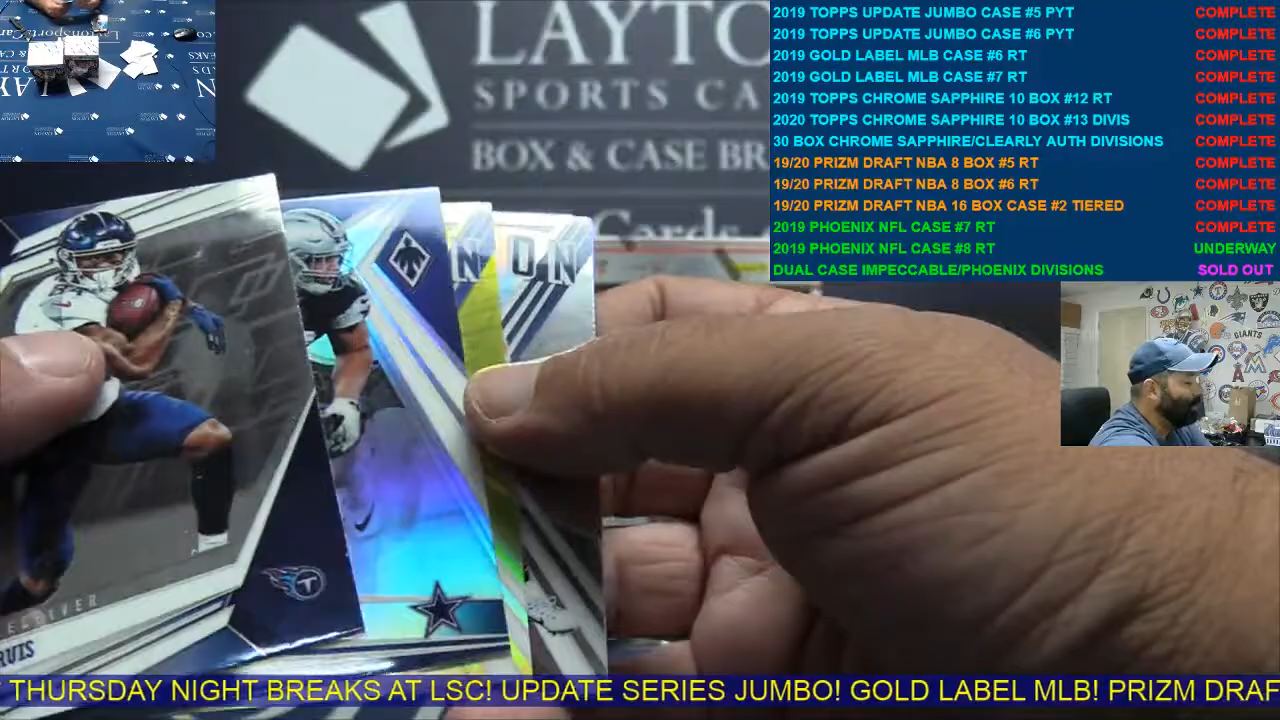 LAYTO
SPORTS CA
BOX & CASE BR
Cards
NON
RUIS
2019 TOPPS UPDATE JUMBO CASE #5 PYT COMPLETE
2019 TOPPS UPDATE JUMBO CASE #6 PYT COMPLETE
2019 GOLD LABEL MLB CASE #6 RT COMPLETE
2019 GOLD LABEL MLB CASE #7 RT COMPLETE
2019 TOPPS CHROME SAPPHIRE 10 BOX #12 RT COMPLETE
2020 TOPPS CHROME SAPPHIRE 10 BOX #13 DIVIS COMPLETE
30 BOX CHROME SAPPHIRE/CLEARLY AUTH DIVISIONS COMPLETE
19/20 PRIZM DRAFT NBA 8 BOX #5 RT COMPLETE
19/20 PRIZM DRAFT NBA 8 BOX #6 RT COMPLETE
19/20 PRIZM DRAFT NBA 16 BOX CASE #2 TIERED COMPLETE
2019 PHOENIX NFL CASE #7 RT COMPLETE
2019 PHOENIX NFL CASE #8 RT UNDERWAY
DUAL CASE IMPECCABLE/PHOENIX DIVISIONS SOLD OUT
GIANTS
THURSDAY NIGHT BREAKS AT LSC! UPDATE SERIES JUMBO! GOLD LABEL MLB! PRIZM DRAF